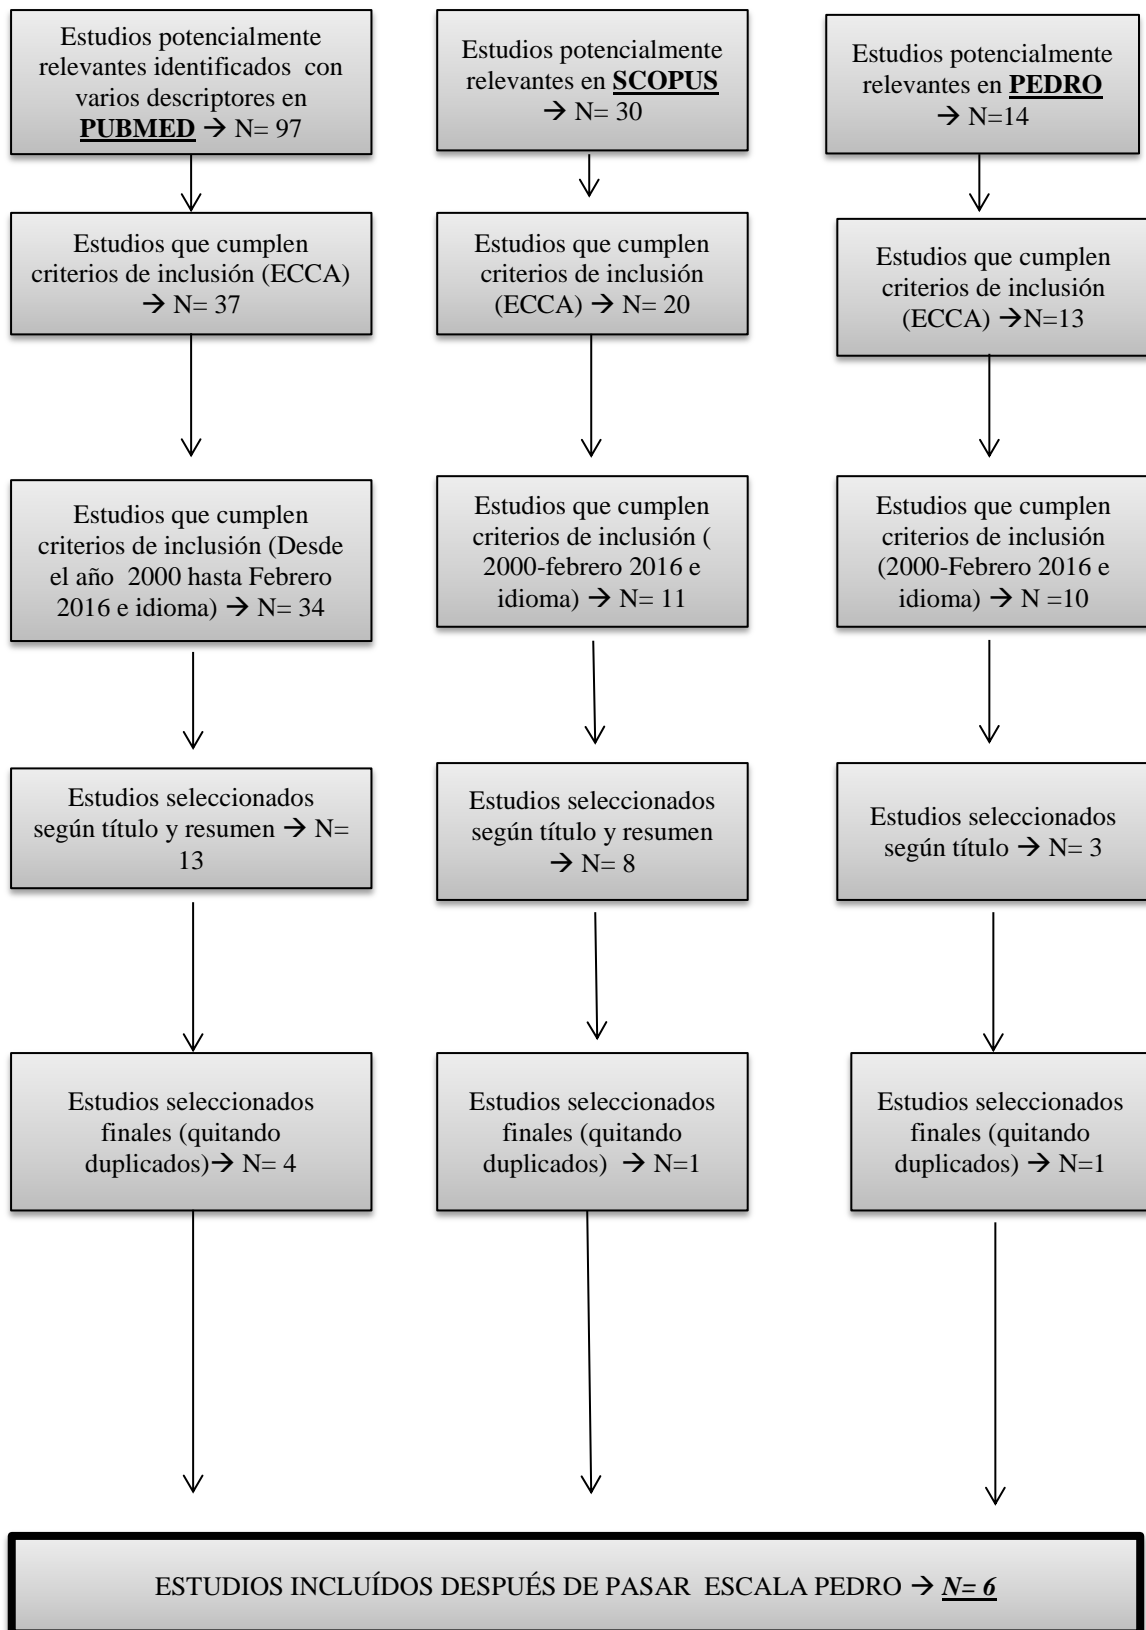 Estudios potencialmente
relevantes identificados con
varios descriptores en
PUBMED → N= 97
Estudios potencialmente
relevantes en SCOPUS
→ N= 30
Estudios potencialmente
relevantes en PEDRO
→ N=14
Estudios que cumplen
criterios de inclusión (ECCA)
→ N= 37
Estudios que cumplen
criterios de inclusión
(ECCA) → N= 20
Estudios que cumplen
criterios de inclusión
(ECCA) →N=13
Estudios que cumplen
criterios de inclusión (Desde
el año 2000 hasta Febrero
2016 e idioma) → N= 34
Estudios que cumplen
criterios de inclusión (
2000-febrero 2016 e
idioma) → N= 11
Estudios que cumplen
criterios de inclusión
(2000-Febrero 2016 e
idioma) → N =10
Estudios seleccionados
según título y resumen → N=
13
Estudios seleccionados
según título y resumen
→ N= 8
Estudios seleccionados
según título → N= 3
Estudios seleccionados
finales (quitando
duplicados)→ N= 4
Estudios seleccionados
finales (quitando
duplicados) → N=1
Estudios seleccionados
finales (quitando
duplicados) → N=1
ESTUDIOS INCLUÍDOS DESPUÉS DE PASAR ESCALA PEDRO → N= 6